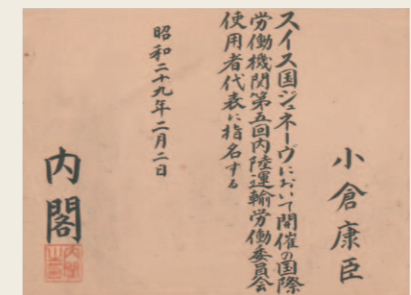 小倉康臣
スイス国ジュネーヴにおいて開催の国際
労働機関第五回内陸運輸労働委員会
使用者代表に指名する
昭和二十九年二月二日
内閣